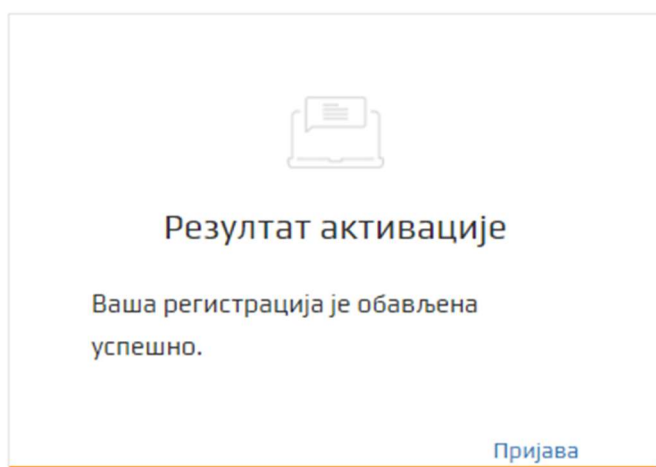 Резултат активације
Ваша регистрација је обављена
успешно.
Пријава